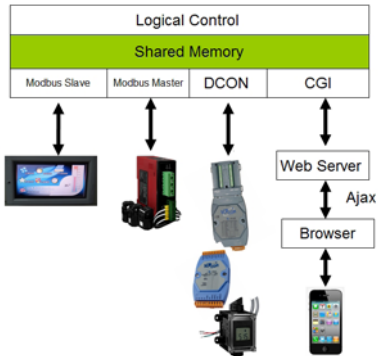 Logical Control
Shared Memory
Modbus Slave
Modbus Master
DCON
CGI
Web Server
Ajax
Browser